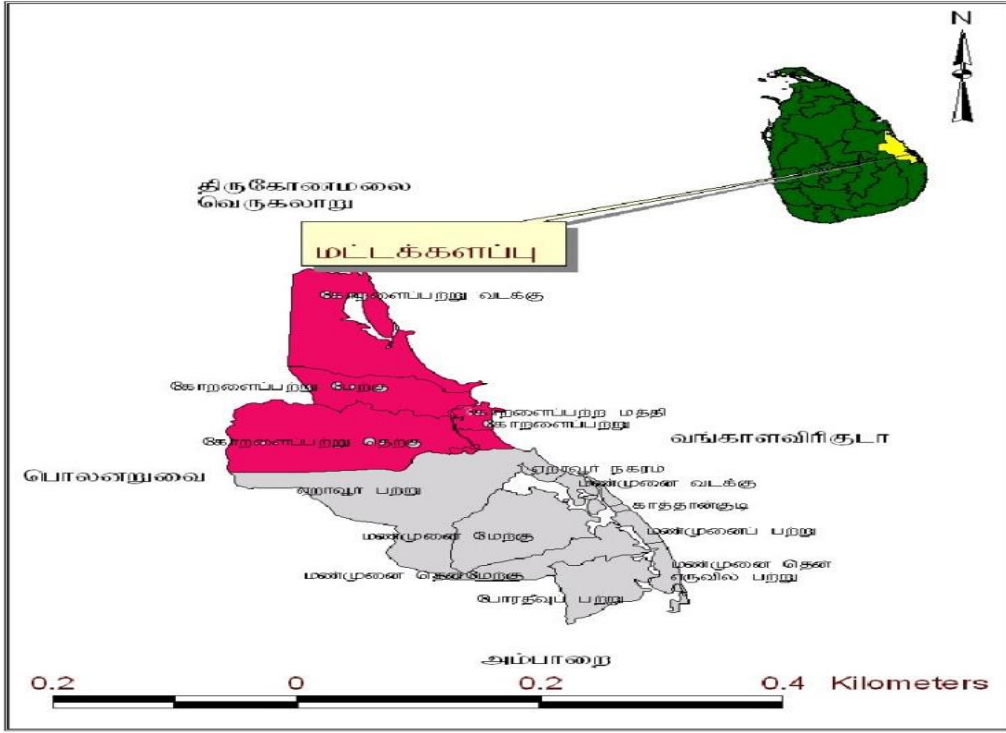 N
திருகோணமலை
வெருகலாறு
மட்டக்களப்பு
கோறளைப்பற்று வடக்கு
கோறளைப்பற்று மேற்கு
கோறளைப்பற்ற மத்தி
கோறளைப்பற்று
கோறளைப்பற்று தெற்கு
வங்காளவிரிகுடா
பொலனறுவை
ஏறாவூர் நகரம
மண்முனை வடக்கு
ஏறாவூர் பற்று
காத்தான்குடி
மண்முனைப் பற்று
மண்முனை மேற்கு
மண்முனை தென
எருவில பற்று
மண்முனை தெனமேற்கு
போரதீவுப் பற்று
அம்பாறை
0.2 0 0.2 0.4 Kilometers